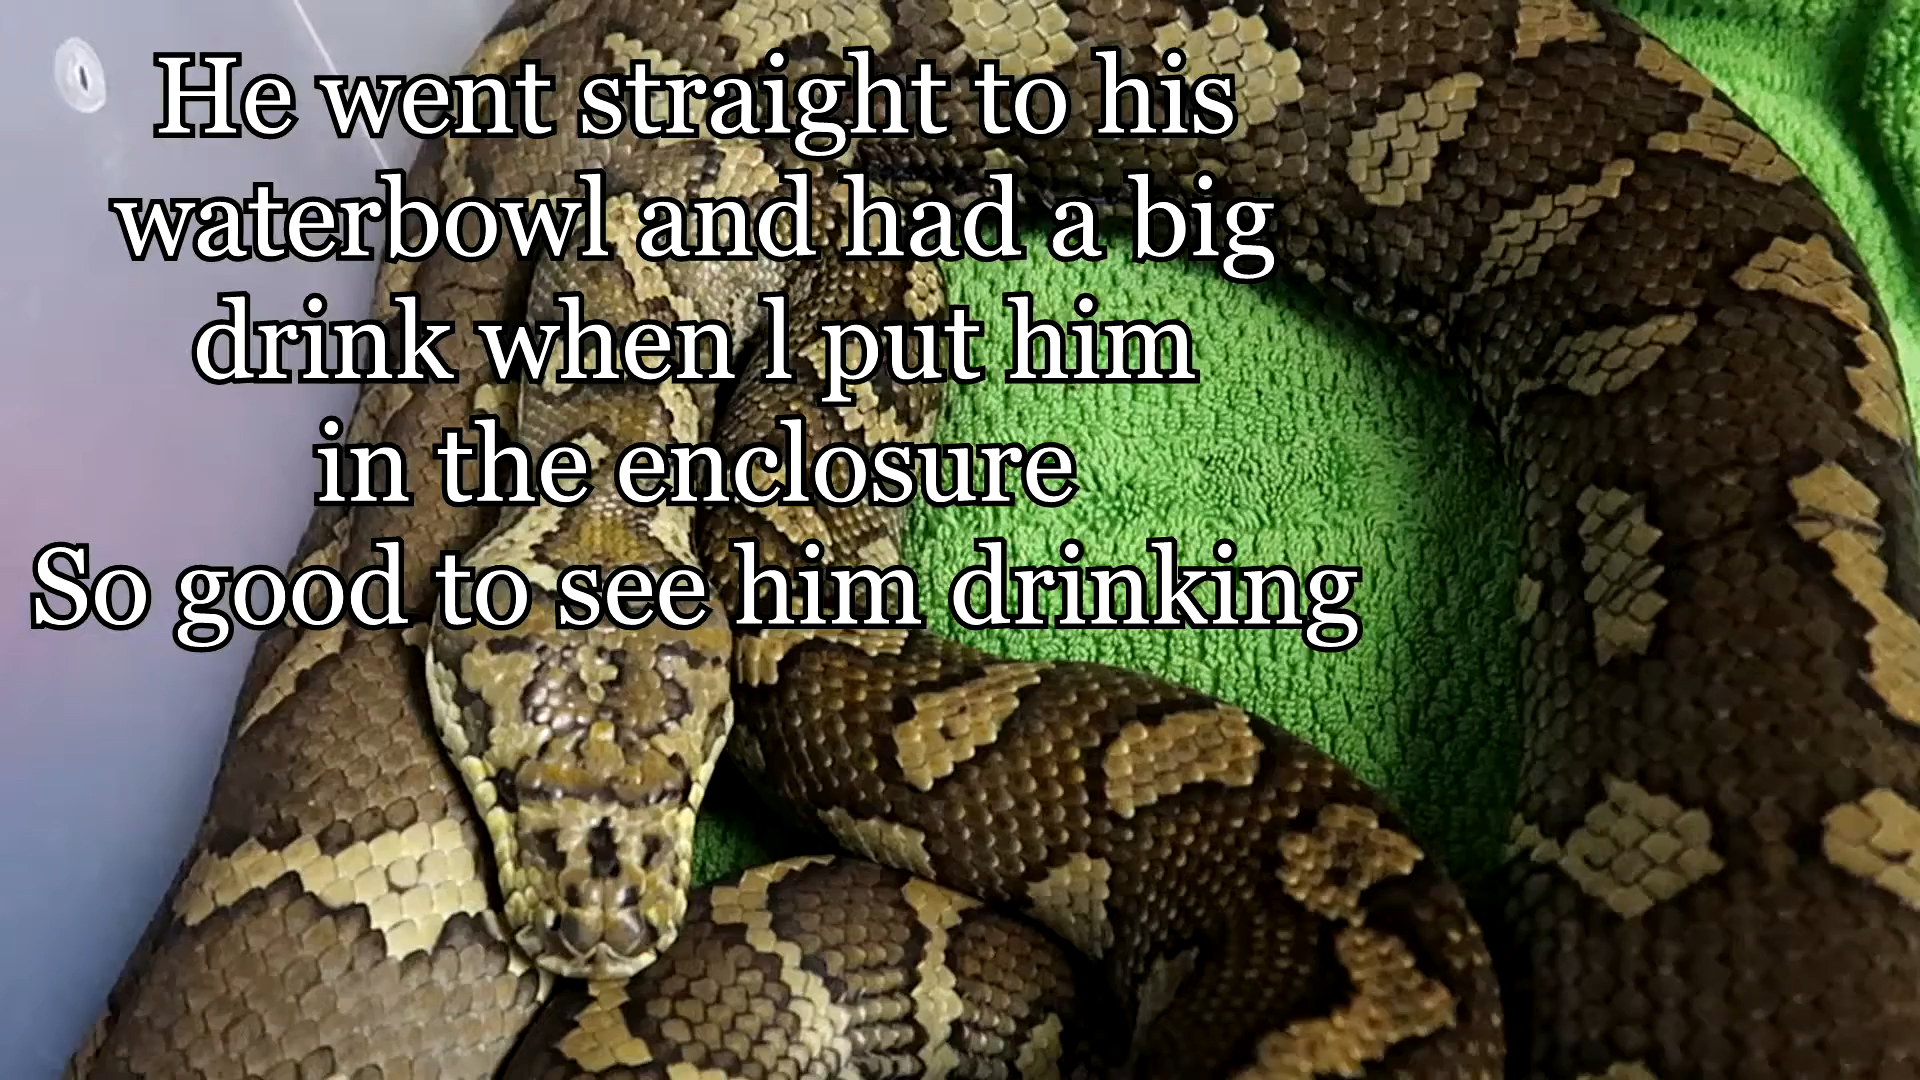 He went straight to his
waterbowl and had a big
drink when l put him
in the enclosure
So good to see him drinking